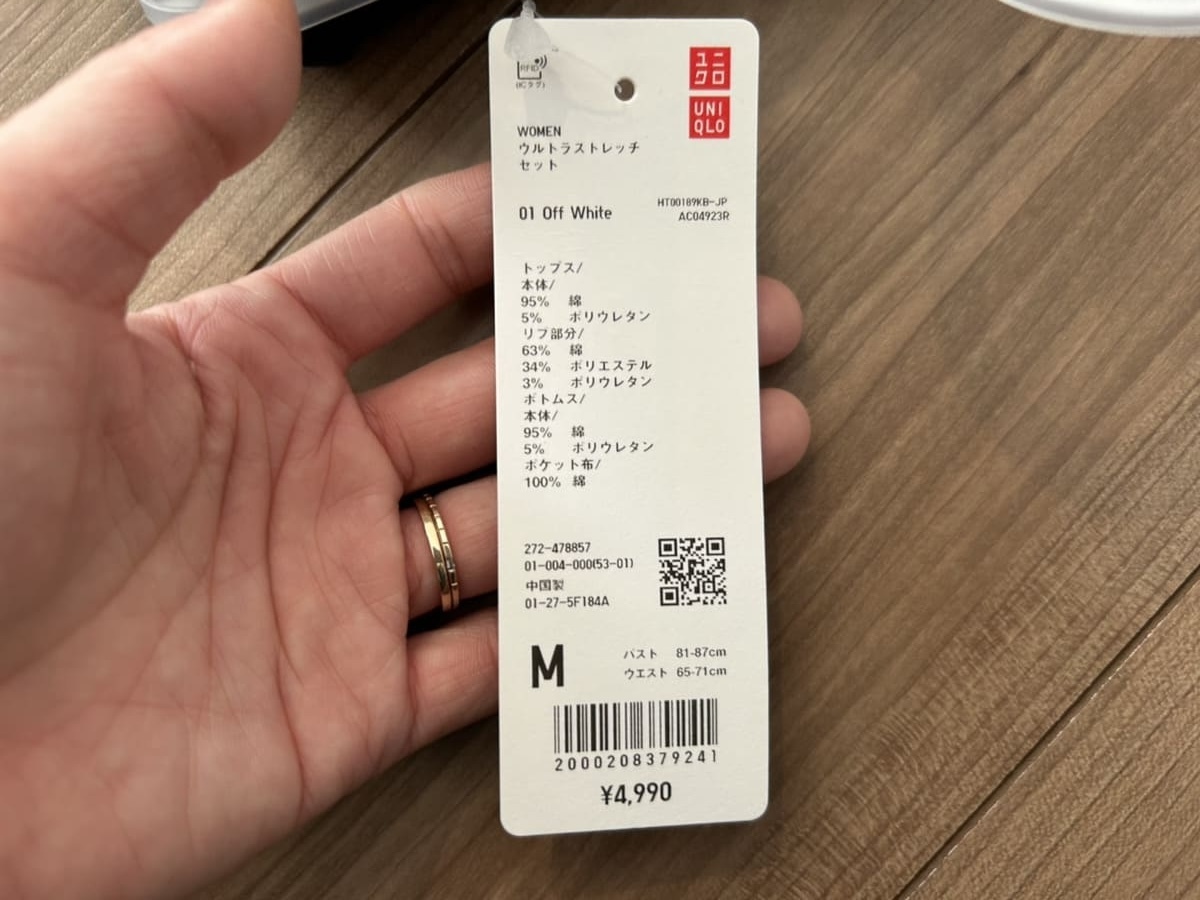 RFID
(ICタグ)
ユニ
クロ
UNI
QLO
WOMEN
ウルトラストレッチ
セット
01 Off White
HT00189KB-JP
AC04923R
トップス/
本体/
95% 綿
5% ポリウレタン
リブ部分/
63% 綿
34% ポリエステル
3% ポリウレタン
ボトムス/
本体/
95% 綿
5% ポリウレタン
ポケット布/
100% 綿
272-478857
01-004-000(53-01)
中国製
01-27-5F184A
M
バスト 81-87cm
ウエスト 65-71cm
2000208379241
¥4,990